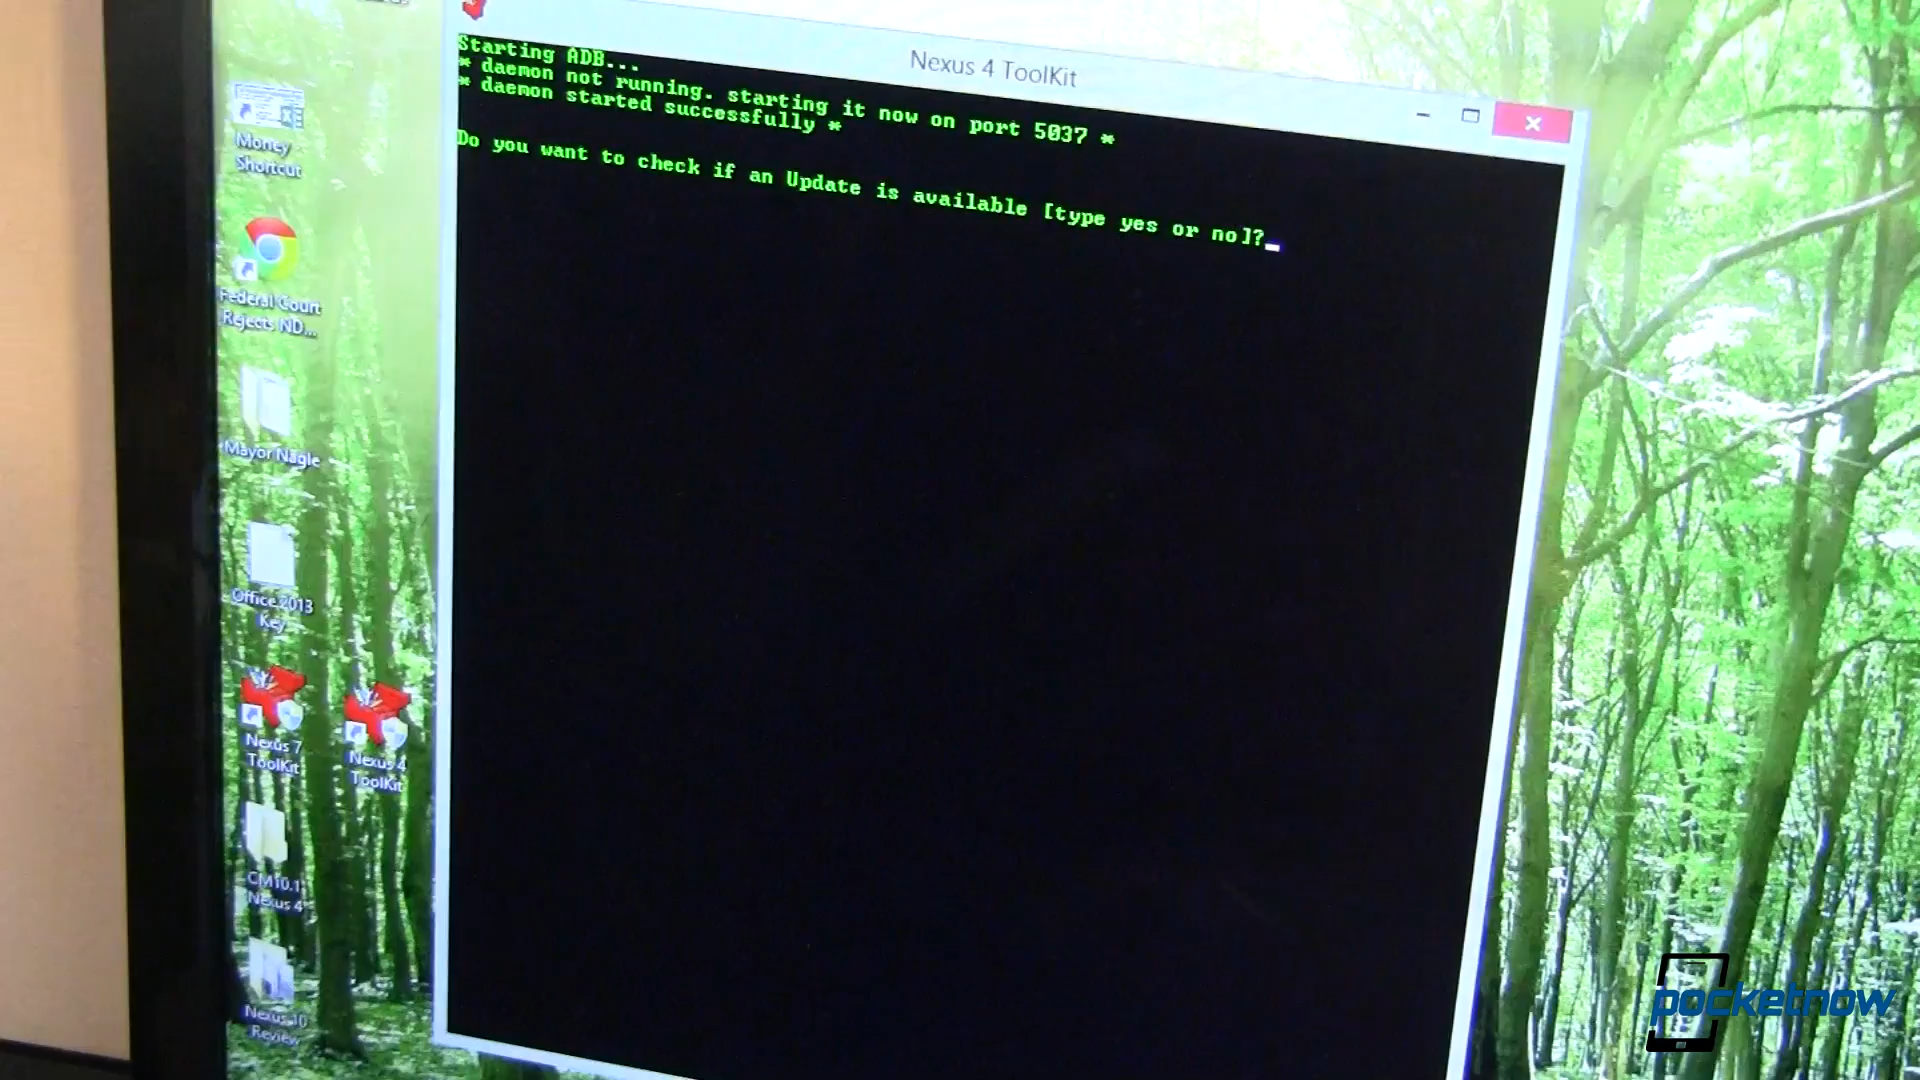 Nexus 4 ToolKit
Starting ADB...
* daemon not running. starting it now on port 5037 *
* daemon started successfully *
Do you want to check if an Update is available [type yes or no]?
Money
Shortcut
Federal Court
Rejects ND...
Mayor Nagle
Office 2013
Key
Nexus 7
ToolKit
Nexus 4
ToolKit
CM10.1
Nexus 4
Nexus 10
Review
pocketnow